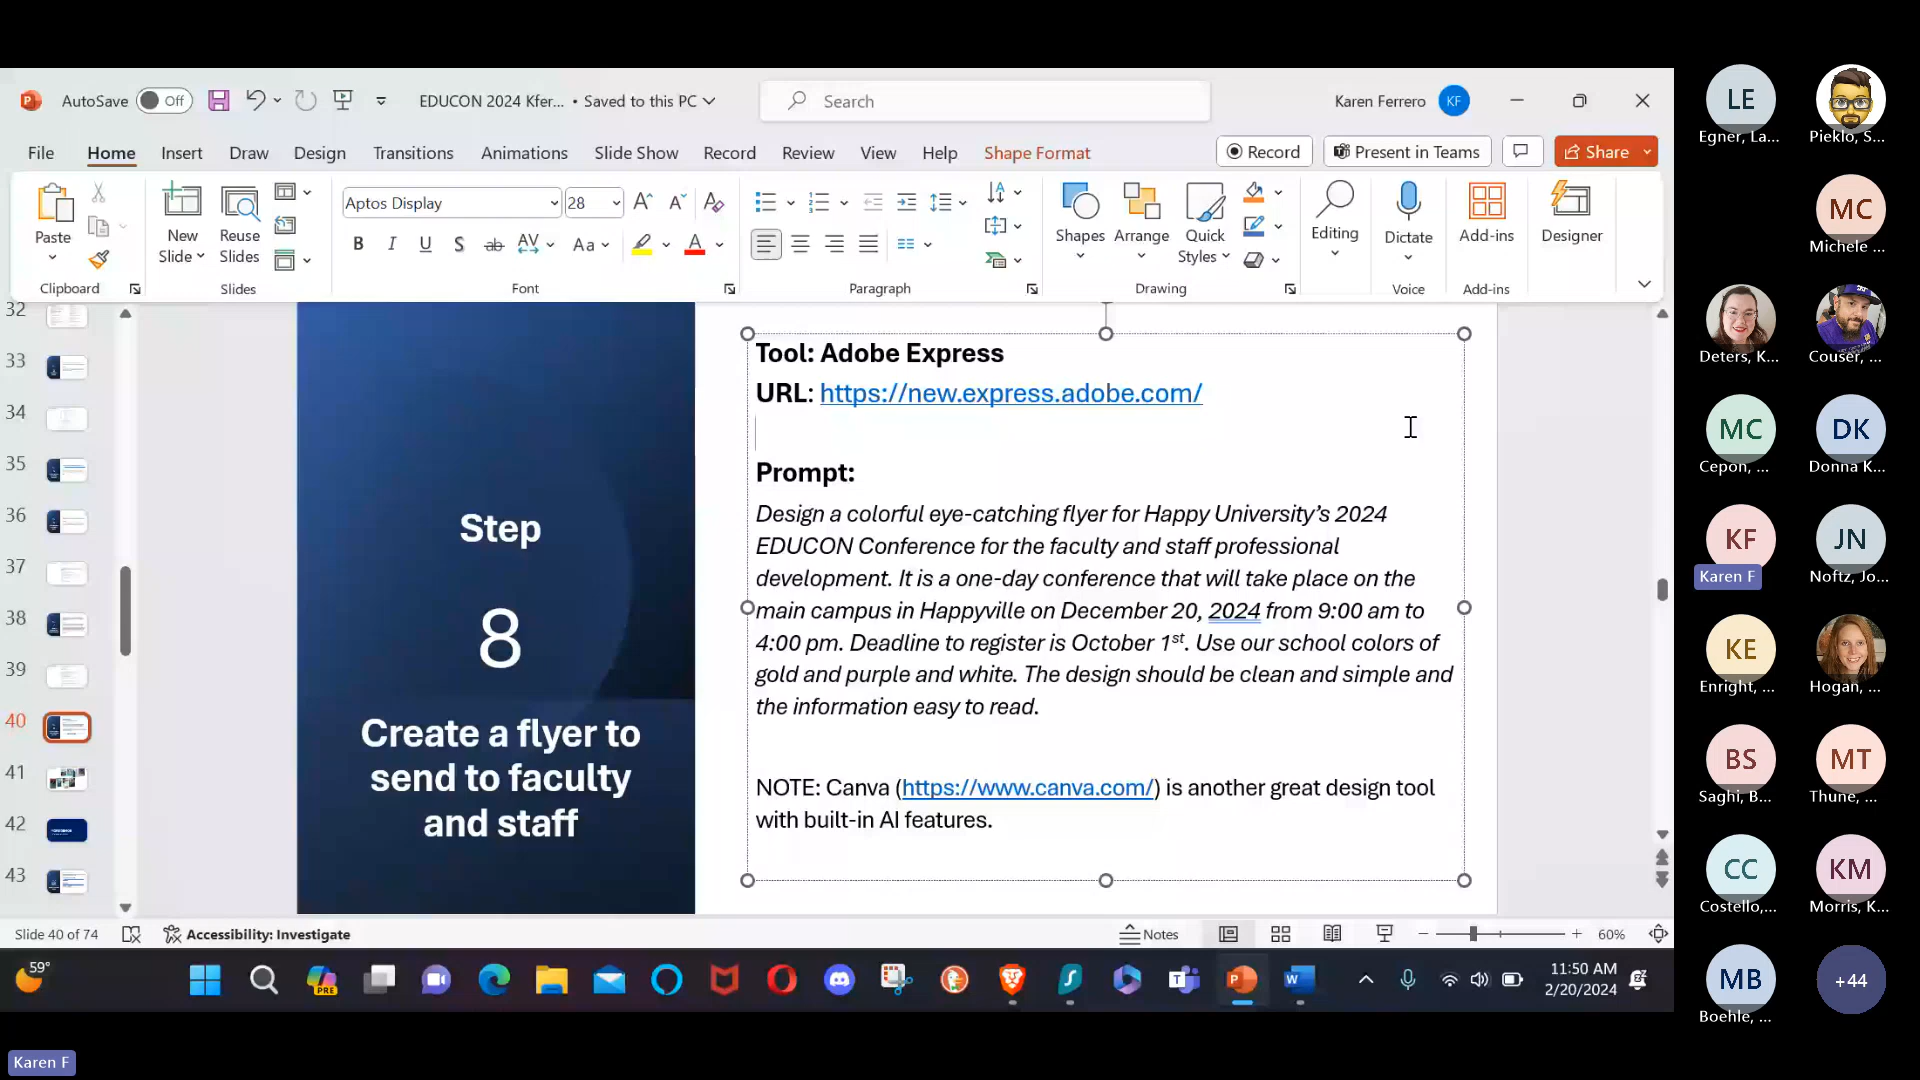 AutoSave Off EDUCON 2024 Kfer... • Saved to this PC Search Karen Ferrero KF
File Home Insert Draw Design Transitions Animations Slide Show Record Review View Help Shape Format Record Present in Teams Share
Paste New Slide Reuse Slides Aptos Display 28 Shapes Arrange Quick Styles Editing Dictate Add-ins Designer
Clipboard Slides Font Paragraph Drawing Voice Add-ins
32
33
34
35
36
37
38
39
40
41
42
43
Step
8
Create a flyer to
send to faculty
and staff
Tool: Adobe Express
URL: https://new.express.adobe.com/
Prompt:
Design a colorful eye-catching flyer for Happy University’s 2024
EDUCON Conference for the faculty and staff professional
development. It is a one-day conference that will take place on the
main campus in Happyville on December 20, 2024 from 9:00 am to
4:00 pm. Deadline to register is October 1st. Use our school colors of
gold and purple and white. The design should be clean and simple and
the information easy to read.
NOTE: Canva (https://www.canva.com/) is another great design tool
with built-in AI features.
Slide 40 of 74 Accessibility: Investigate Notes 60%
59° PRE 11:50 AM
2/20/2024
Karen F
LE
Egner, La...
Pieklo, S...
MC
Michele ...
Deters, K...
Couser, ...
MC
Cepon, ...
DK
Donna K...
KF
Karen F
JN
Noftz, Jo...
KE
Enright, ...
Hogan, ...
BS
Saghi, B...
MT
Thune, ...
CC
Costello,...
KM
Morris, K...
MB
Boehle, ...
+44